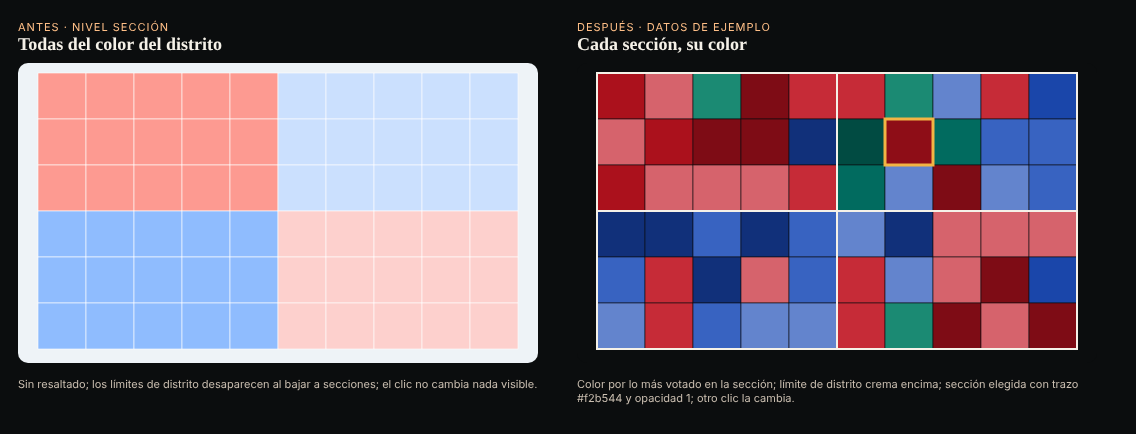 ANTES · NIVEL SECCIÓN
Todas del color del distrito
Sin resaltado; los límites de distrito desaparecen al bajar a secciones; el clic no cambia nada visible.
DESPUÉS · DATOS DE EJEMPLO
Cada sección, su color
Color por lo más votado en la sección; límite de distrito crema encima; sección elegida con trazo
#f2b544 y opacidad 1; otro clic la cambia.